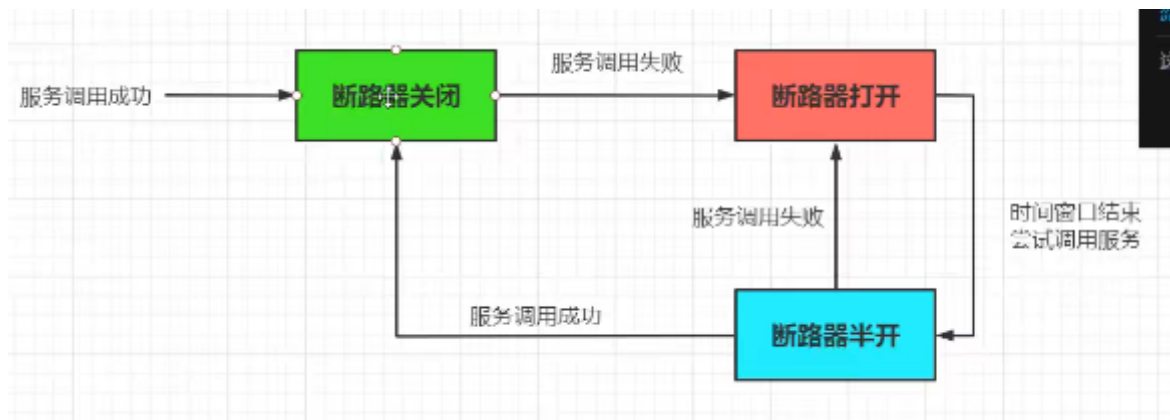 服务调用失败
服务调用成功
断路器关闭
断路器打开
服务调用失败
时间窗口结束
尝试调用服务
服务调用成功
断路器半开